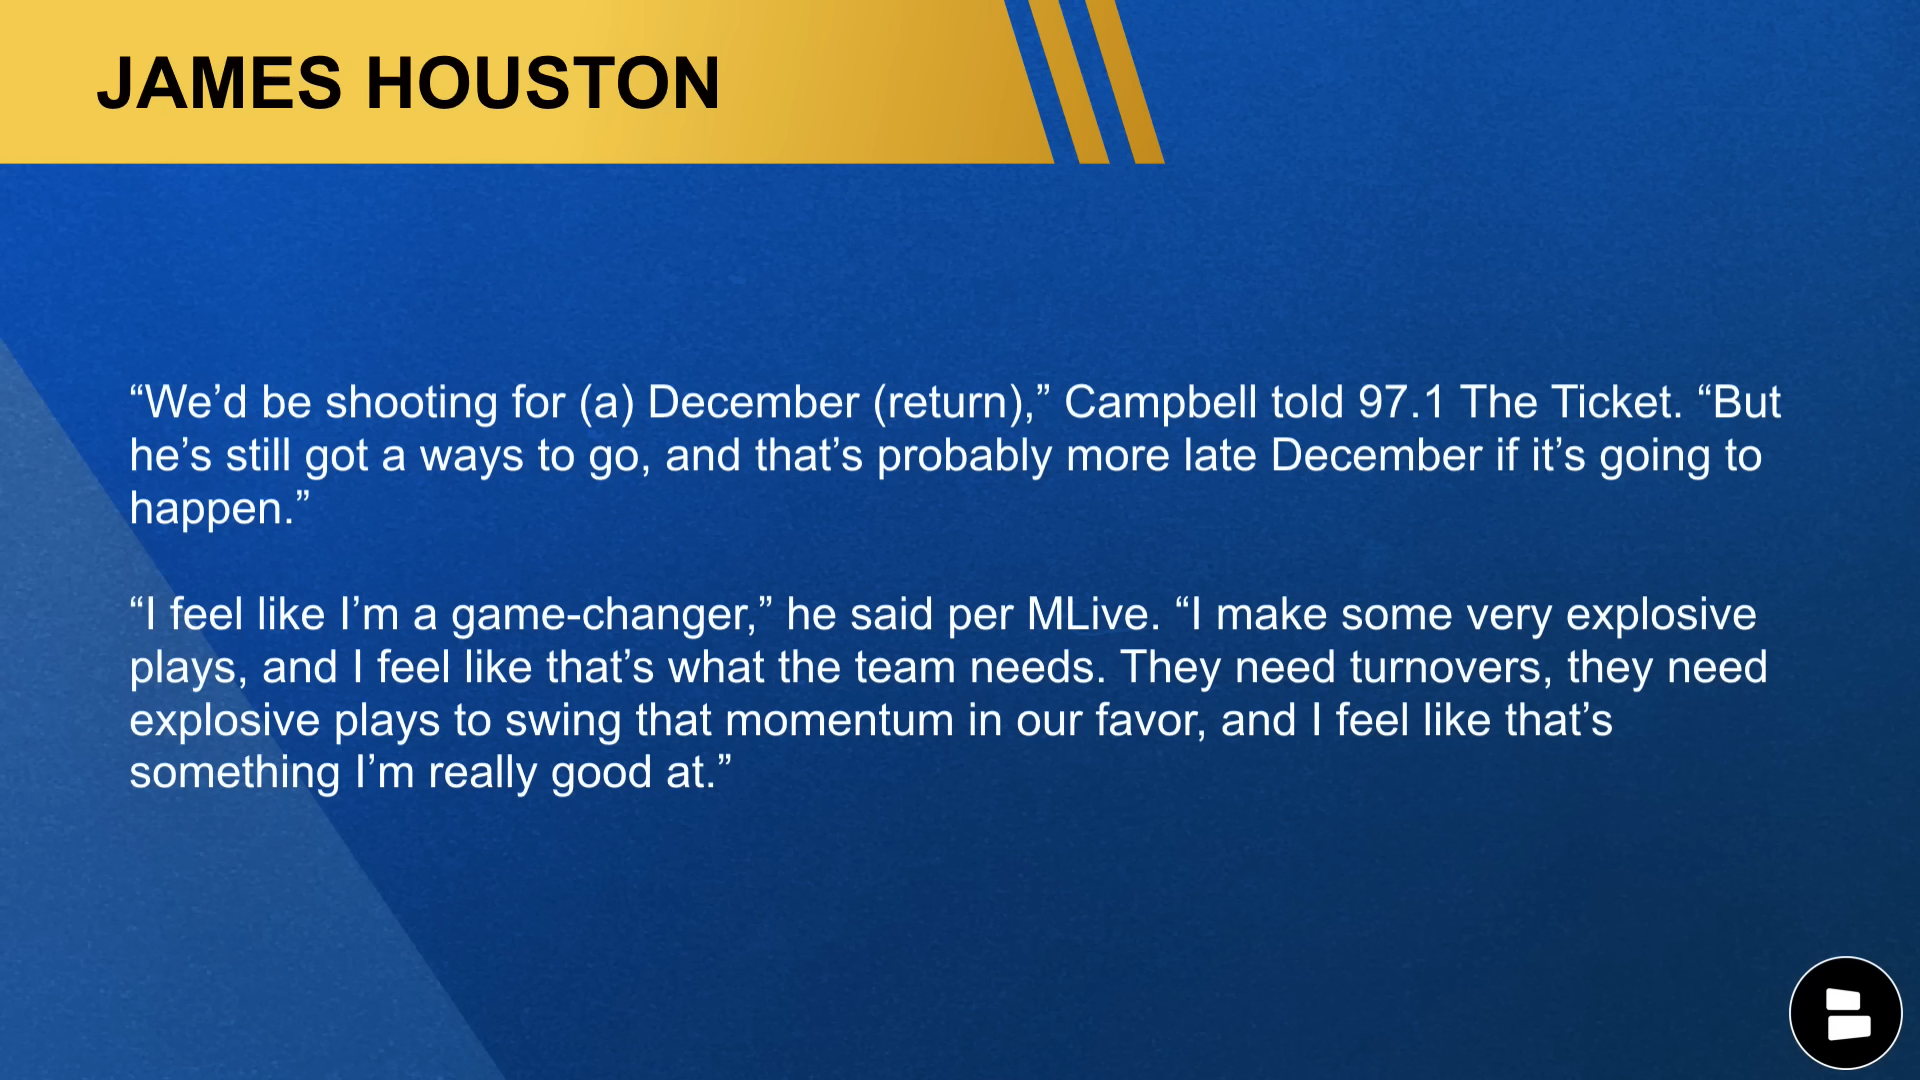 JAMES HOUSTON
“We’d be shooting for (a) December (return),” Campbell told 97.1 The Ticket. “But
he’s still got a ways to go, and that’s probably more late December if it’s going to
happen.”
“I feel like I’m a game-changer,” he said per MLive. “I make some very explosive
plays, and I feel like that’s what the team needs. They need turnovers, they need
explosive plays to swing that momentum in our favor, and I feel like that’s
something I’m really good at.”